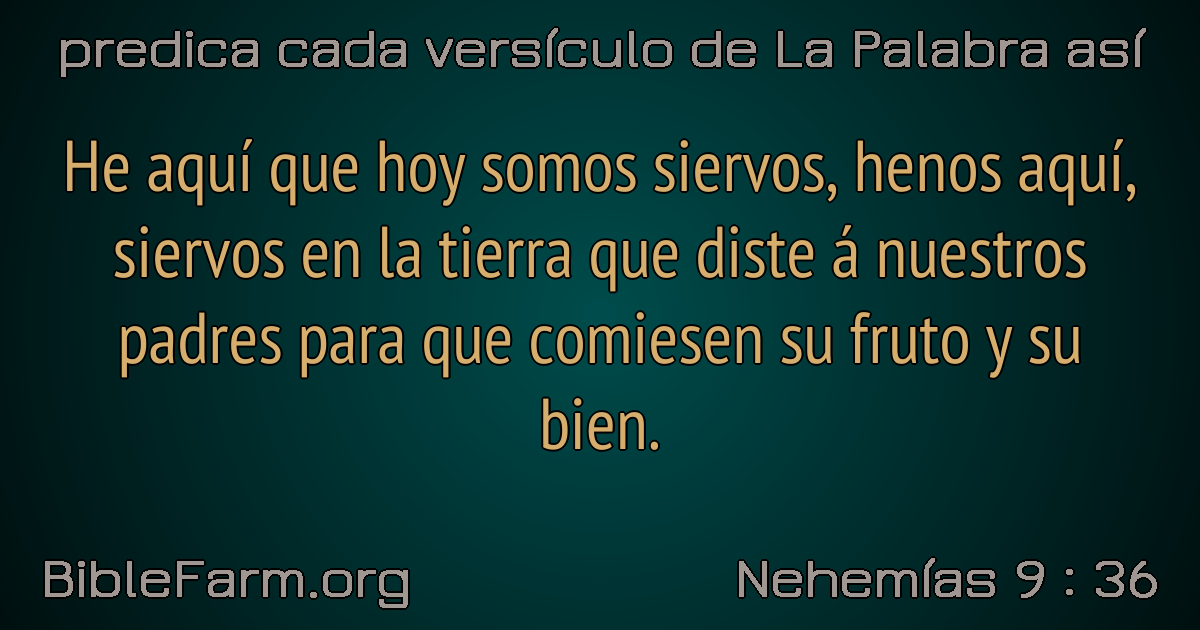 predica cada versículo de La Palabra así
He aquí que hoy somos siervos, henos aquí,
siervos en la tierra que diste á nuestros
padres para que comiesen su fruto y su
bien.
BibleFarm.org
Nehemías 9 : 36